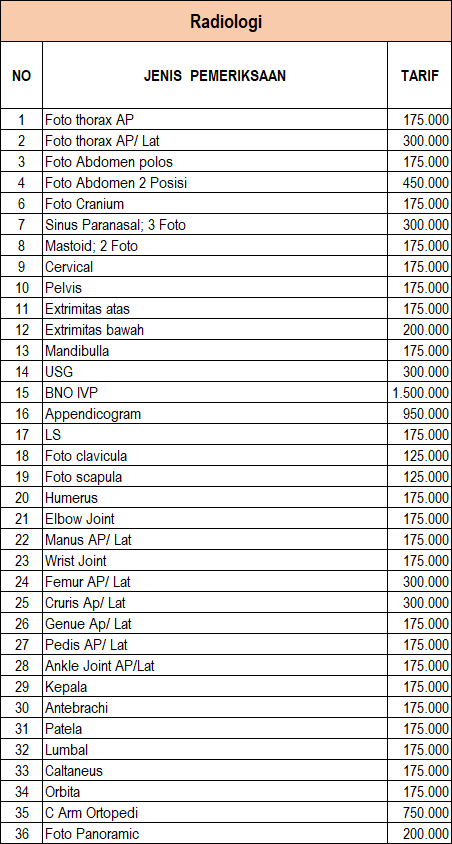 Radiologi
NO JENIS PEMERIKSAAN TARIF
1 Foto thorax AP 175.000
2 Foto thorax AP/ Lat 300.000
3 Foto Abdomen polos 175.000
4 Foto Abdomen 2 Posisi 450.000
6 Foto Cranium 175.000
7 Sinus Paranasal; 3 Foto 300.000
8 Mastoid; 2 Foto 175.000
9 Cervical 175.000
10 Pelvis 175.000
11 Extrimitas atas 175.000
12 Extrimitas bawah 200.000
13 Mandibulla 175.000
14 USG 300.000
15 BNO IVP 1.500.000
16 Appendicogram 950.000
17 LS 175.000
18 Foto clavicula 125.000
19 Foto scapula 125.000
20 Humerus 175.000
21 Elbow Joint 175.000
22 Manus AP/ Lat 175.000
23 Wrist Joint 175.000
24 Femur AP/ Lat 300.000
25 Cruris Ap/ Lat 300.000
26 Genue Ap/ Lat 175.000
27 Pedis AP/ Lat 175.000
28 Ankle Joint AP/Lat 175.000
29 Kepala 175.000
30 Antebrachi 175.000
31 Patela 175.000
32 Lumbal 175.000
33 Caltaneus 175.000
34 Orbita 175.000
35 C Arm Ortopedi 750.000
36 Foto Panoramic 200.000